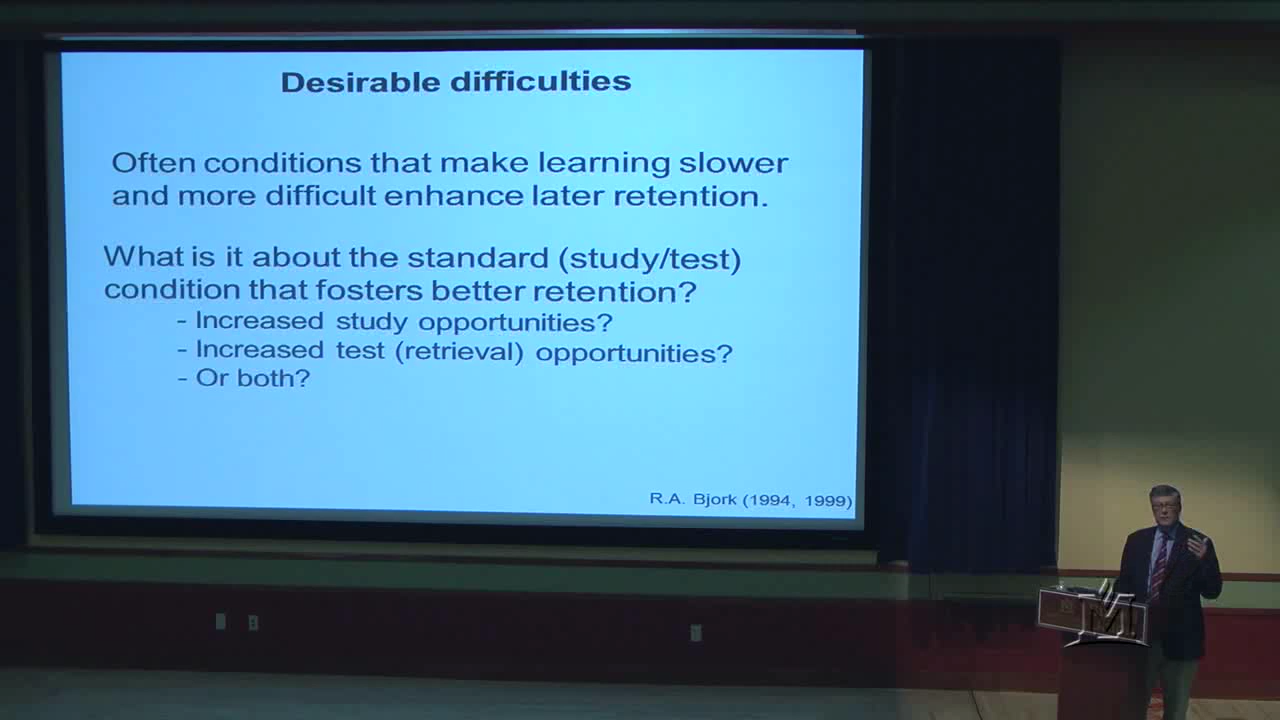 Desirable difficulties
Often conditions that make learning slower
and more difficult enhance later retention.
What is it about the standard (study/test)
condition that fosters better retention?
- Increased study opportunities?
- Increased test (retrieval) opportunities?
- Or both?
R.A. Bjork (1994, 1999)
M